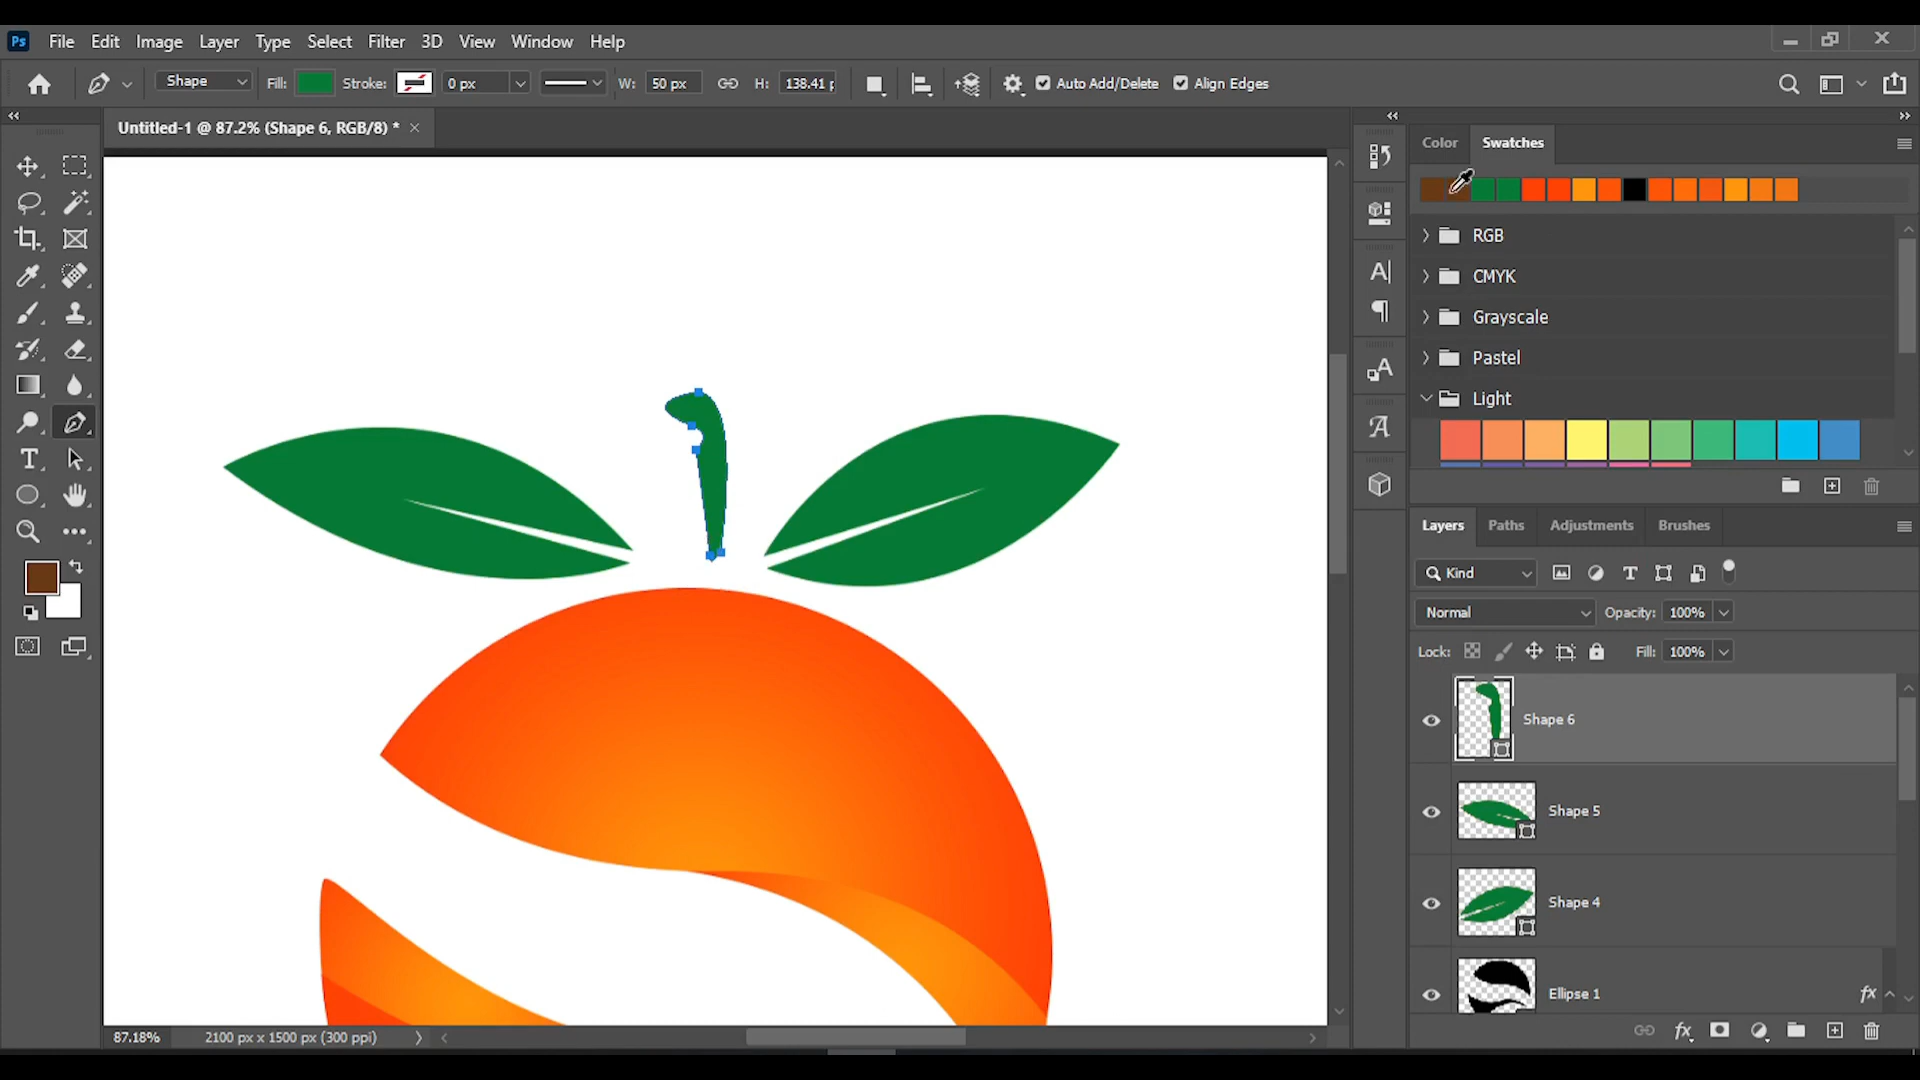 Ps File Edit Image Layer Type Select Filter 3D View Window Help
Shape Fill: Stroke: 0 px W: 50 px H: 138.41 p Auto Add/Delete Align Edges
Untitled-1 @ 87.2% (Shape 6, RGB/8) *
Color Swatches
RGB
CMYK
Grayscale
Pastel
Light
Layers Paths Adjustments Brushes
Kind
Normal Opacity: 100%
Lock: Fill: 100%
Shape 6
Shape 5
Shape 4
Ellipse 1 fx
87.18% 2100 px x 1500 px (300 ppi)